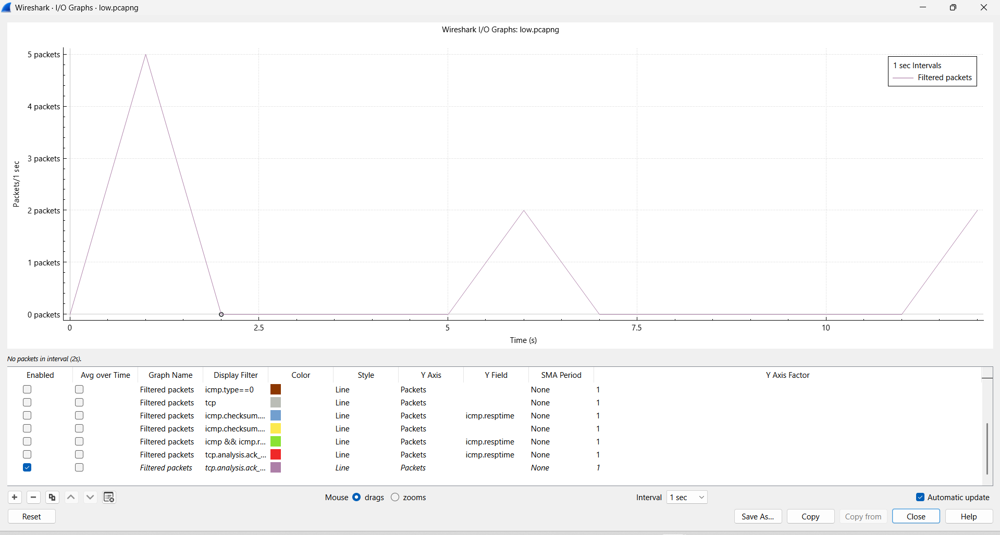 Wireshark · I/O Graphs · low.pcapng
Wireshark I/O Graphs: low.pcapng
5 packets
4 packets
3 packets
2 packets
1 packets
0 packets
Packets/1 sec
1 sec Intervals
Filtered packets
0 2.5 5 7.5 10
Time (s)
No packets in interval (2s).
Enabled Avg over Time Graph Name Display Filter Color Style Y Axis Y Field SMA Period Y Axis Factor
Filtered packets icmp.type==0 Line Packets None 1
Filtered packets tcp Line Packets None 1
Filtered packets icmp.checksum.... Line Packets icmp.resptime None 1
Filtered packets icmp.checksum.... Line Packets None 1
Filtered packets icmp && icmp.r... Line Packets icmp.resptime None 1
Filtered packets tcp.analysis.ack_... Line Packets icmp.resptime None 1
Filtered packets tcp.analysis.ack_... Line Packets None 1
Mouse drags zooms Interval 1 sec Automatic update
Reset Save As... Copy Copy from Close Help